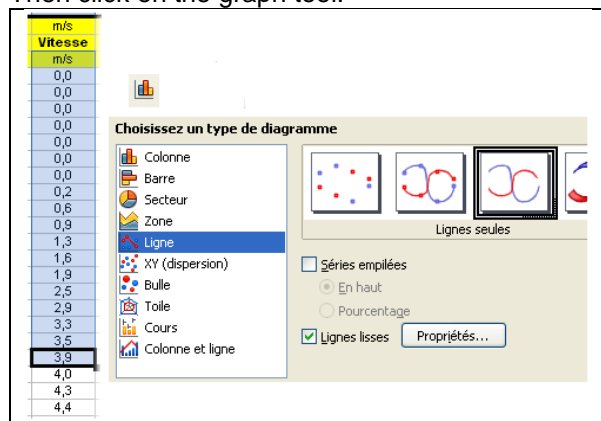 Then click on the graph tool.
m/s
Vitesse
m/s
0,0
0,0
0,0
0,0
0,0
0,0
0,0
0,2
0,6
0,9
1,3
1,6
1,9
2,5
2,9
3,3
3,5
3,9
4,0
4,3
4,4
Choisissez un type de diagramme
Colonne
Barre
Secteur
Zone
Ligne
XY (dispersion)
Bulle
Toile
Cours
Colonne et ligne
Lignes seules
Séries empilées
En haut
Pourcentage
Lignes lisses
Propriétés...